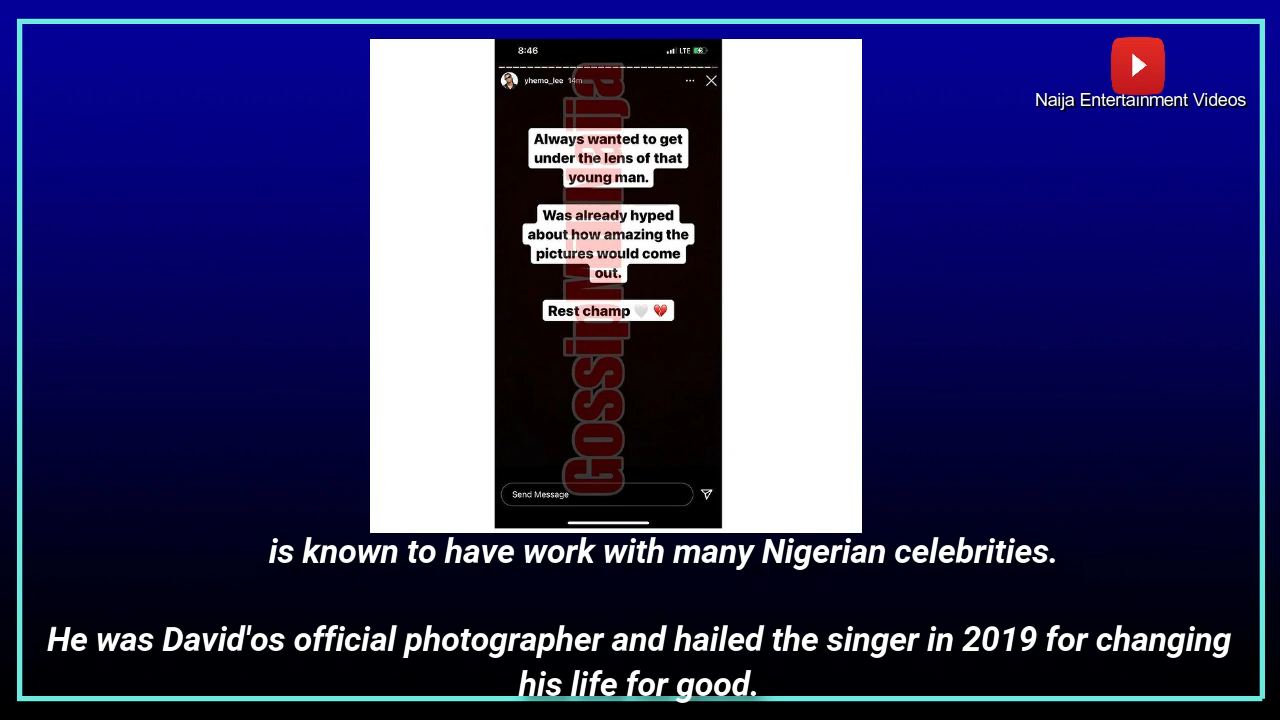 8:46
LTE
yhemo_lee 14m
Naija Entertainment Videos
Always wanted to get
under the lens of that
young man.
Was already hyped
about how amazing the
pictures would come
out.
Rest champ 🤍 💔
GossipMillNaija
Send Message
is known to have work with many Nigerian celebrities.
He was David'os official photographer and hailed the singer in 2019 for changing
his life for good.